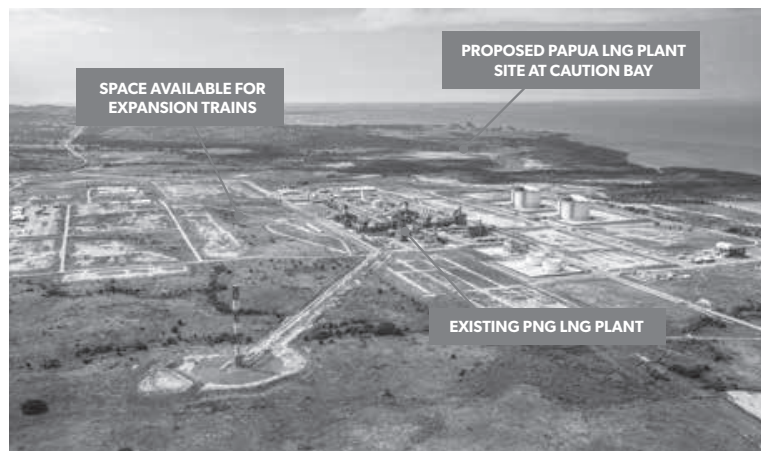 PROPOSED PAPUA LNG PLANT
SITE AT CAUTION BAY
SPACE AVAILABLE FOR
EXPANSION TRAINS
EXISTING PNG LNG PLANT